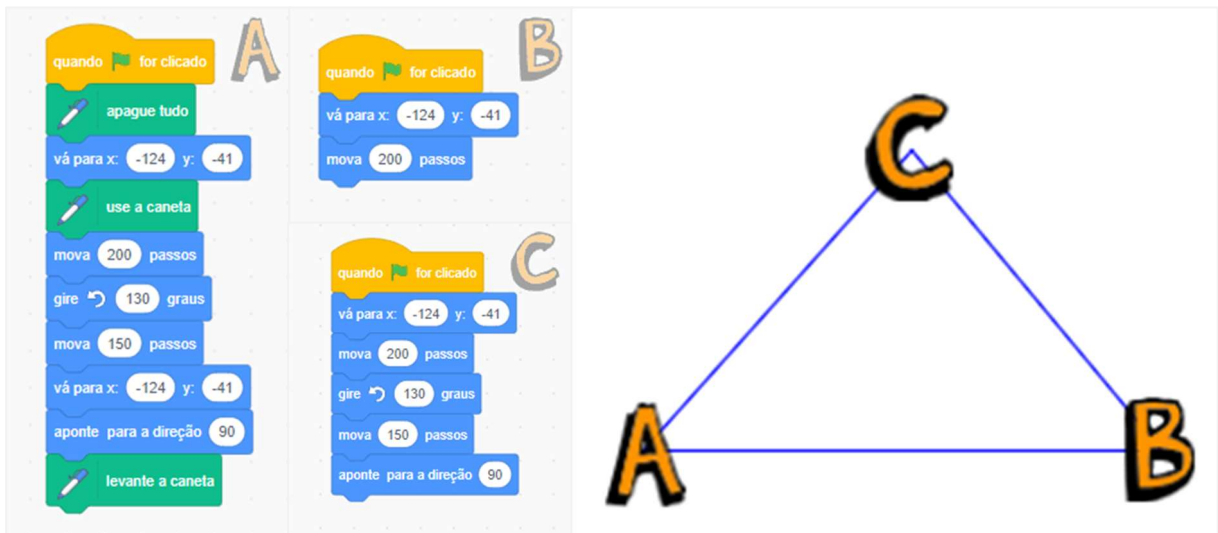 A
quando for clicado
apague tudo
vá para x: -124 y: -41
use a caneta
mova 200 passos
gire 130 graus
mova 150 passos
vá para x: -124 y: -41
aponte para a direção 90
levante a caneta
B
quando for clicado
vá para x: -124 y: -41
mova 200 passos
C
quando for clicado
vá para x: -124 y: -41
mova 200 passos
gire 130 graus
mova 150 passos
aponte para a direção 90
C
A
B